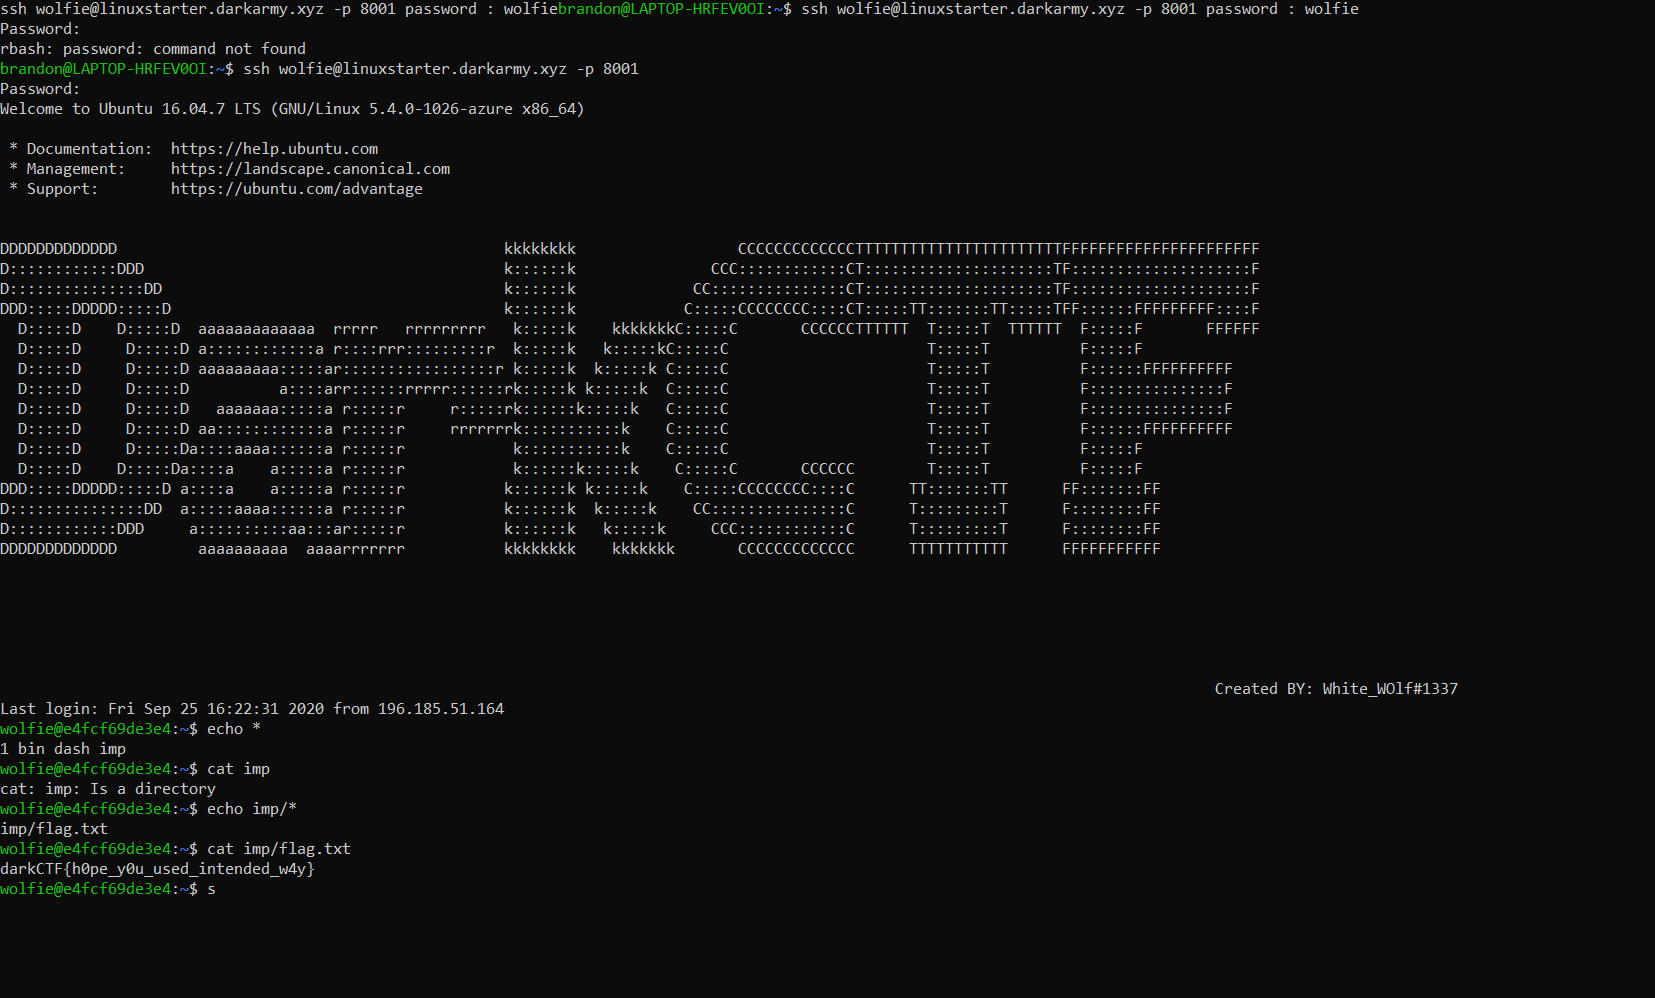 ssh wolfie@linuxstarter.darkarmy.xyz -p 8001 password : wolfiebrandon@LAPTOP-HRFEV0OI:~$ ssh wolfie@linuxstarter.darkarmy.xyz -p 8001 password : wolfie
Password:
rbash: password: command not found
brandon@LAPTOP-HRFEV0OI:~$ ssh wolfie@linuxstarter.darkarmy.xyz -p 8001
Password:
Welcome to Ubuntu 16.04.7 LTS (GNU/Linux 5.4.0-1026-azure x86_64)

 * Documentation:  https://help.ubuntu.com
 * Management:     https://landscape.canonical.com
 * Support:        https://ubuntu.com/advantage

DDDDDDDDDDDDD                                           kkkkkkkk                  CCCCCCCCCCCCCTTTTTTTTTTTTTTTTTTTTTTTFFFFFFFFFFFFFFFFFFFFFF
D::::::::::::DDD                                        k::::::k               CCC::::::::::::CT:::::::::::::::::::::TF::::::::::::::::::::F
D:::::::::::::::DD                                      k::::::k             CC:::::::::::::::CT:::::::::::::::::::::TF::::::::::::::::::::F
DDD:::::DDDDD:::::D                                     k::::::k            C:::::CCCCCCCC::::CT:::::TT:::::::TT:::::TFF::::::FFFFFFFFF::::F
  D:::::D    D:::::D  aaaaaaaaaaaaa  rrrrr   rrrrrrrrr   k:::::k    kkkkkkkC:::::C       CCCCCCTTTTTT  T:::::T  TTTTTT  F:::::F       FFFFFF
  D:::::D     D:::::D a::::::::::::a r::::rrr:::::::::r  k:::::k   k:::::kC:::::C                      T:::::T          F:::::F
  D:::::D     D:::::D aaaaaaaaa:::::ar:::::::::::::::::r k:::::k  k:::::k C:::::C                      T:::::T          F::::::FFFFFFFFFF
  D:::::D     D:::::D          a::::arr::::::rrrrr::::::rk:::::k k:::::k  C:::::C                      T:::::T          F:::::::::::::::F
  D:::::D     D:::::D   aaaaaaa:::::a r:::::r     r:::::rk::::::k:::::k   C:::::C                      T:::::T          F:::::::::::::::F
  D:::::D     D:::::D aa::::::::::::a r:::::r     rrrrrrrk:::::::::::k    C:::::C                      T:::::T          F::::::FFFFFFFFFF
  D:::::D     D:::::Da::::aaaa::::::a r:::::r            k:::::::::::k    C:::::C                      T:::::T          F:::::F
  D:::::D    D:::::Da::::a    a:::::a r:::::r            k::::::k:::::k    C:::::C       CCCCCC        T:::::T          F:::::F
DDD:::::DDDDD:::::D a::::a    a:::::a r:::::r           k::::::k k:::::k    C:::::CCCCCCCC::::C      TT:::::::TT      FF:::::::FF
D:::::::::::::::DD  a:::::aaaa::::::a r:::::r           k::::::k  k:::::k    CC:::::::::::::::C      T:::::::::T      F::::::::FF
D::::::::::::DDD     a::::::::::aa:::ar:::::r           k::::::k   k:::::k     CCC::::::::::::C      T:::::::::T      F::::::::FF
DDDDDDDDDDDDD         aaaaaaaaaa  aaaarrrrrrr           kkkkkkkk    kkkkkkk       CCCCCCCCCCCCC      TTTTTTTTTTT      FFFFFFFFFFF

Created BY: White_WOlf#1337
Last login: Fri Sep 25 16:22:31 2020 from 196.185.51.164
wolfie@e4fcf69de3e4:~$ echo *
1 bin dash imp
wolfie@e4fcf69de3e4:~$ cat imp
cat: imp: Is a directory
wolfie@e4fcf69de3e4:~$ echo imp/*
imp/flag.txt
wolfie@e4fcf69de3e4:~$ cat imp/flag.txt
darkCTF{h0pe_y0u_used_intended_w4y}
wolfie@e4fcf69de3e4:~$ s